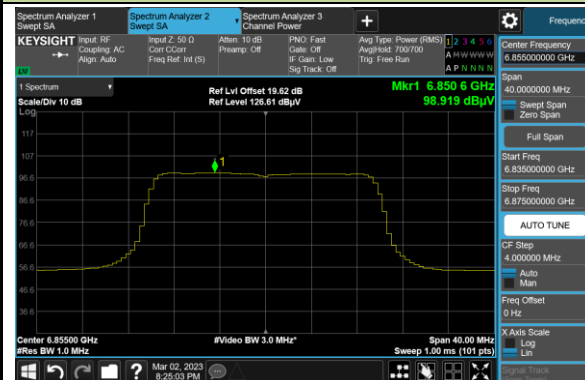 Spectrum Analyzer 1
Swept SA
Spectrum Analyzer 2
Swept SA
Spectrum Analyzer 3
Channel Power
+
Frequenc
KEYSIGHT
Input: RF
Coupling: AC
Align: Auto
Input Z: 50 Ω
Corr CCorr
Freq Ref: Int (S)
Atten: 10 dB
Preamp: Off
PNO: Fast
Gate: Off
IF Gain: Low
Sig Track: Off
Avg Type: Power (RMS)
Avg|Hold: 700/700
Trig: Free Run
1 2 3 4 5 6
A W W W W W
A P N N N N
LXI
1 Spectrum
Scale/Div 10 dB
Log
Ref Lvl Offset 19.62 dB
Ref Level 126.61 dBµV
Mkr1 6.850 6 GHz
98.919 dBµV
117
107
96.6
86.6
76.6
66.6
56.6
46.6
36.6
1
Center 6.85500 GHz
#Res BW 1.0 MHz
#Video BW 3.0 MHz*
Span 40.00 MHz
Sweep 1.00 ms (101 pts)
Center Frequency
6.855000000 GHz
Span
40.0000000 MHz
Swept Span
Zero Span
Full Span
Start Freq
6.835000000 GHz
Stop Freq
6.875000000 GHz
AUTO TUNE
CF Step
4.000000 MHz
Auto
Man
Freq Offset
0 Hz
X Axis Scale
Log
Lin
Signal Track
?
Mar 02, 2023
8:25:03 PM